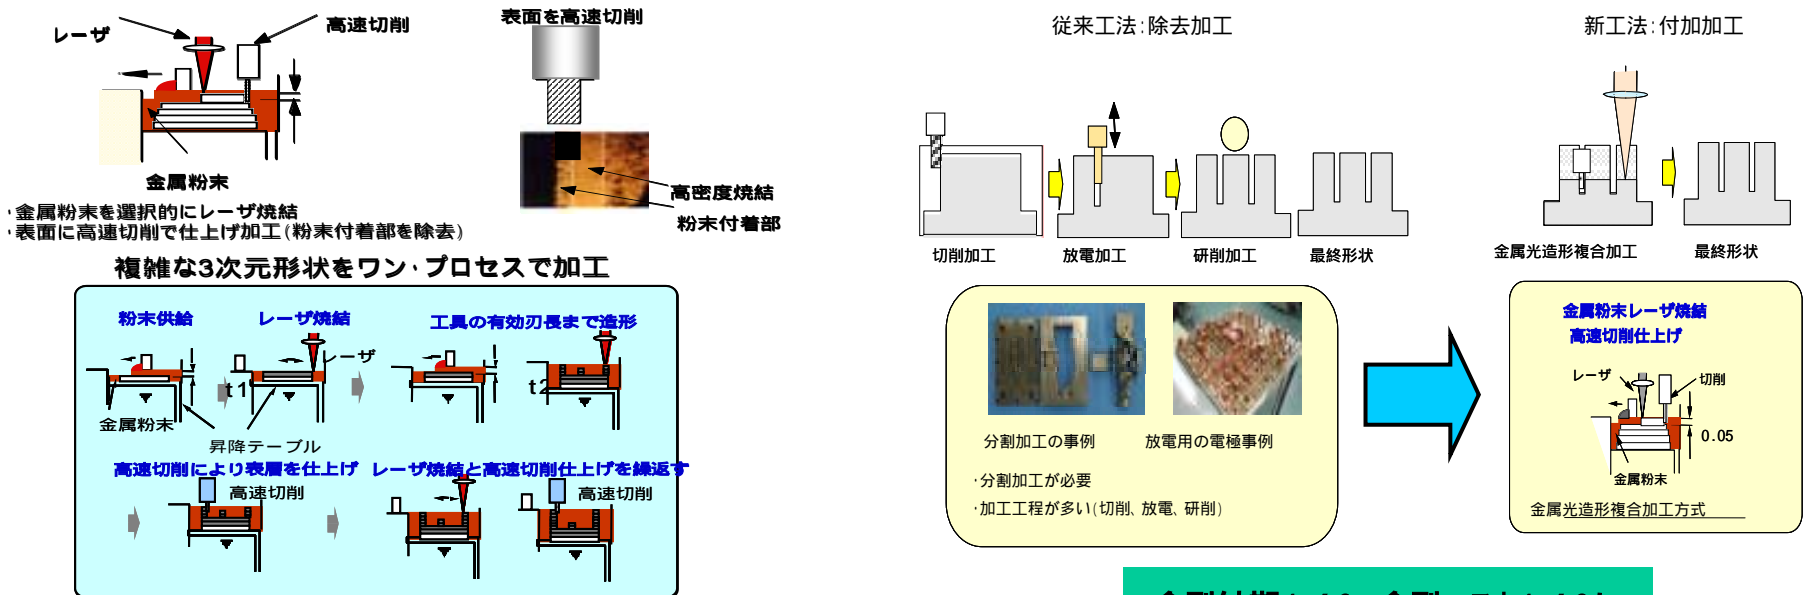 レーザ
高速切削
金属粉末
・金属粉末を選択的にレーザ焼結
・表面に高速切削で仕上げ加工(粉末付着部を除去)
表面を高速切削
高密度焼結
粉末付着部
複雑な3次元形状をワン・プロセスで加工
粉末供給
レーザ焼結
工具の有効刃長まで造形
レーザ
t1
t2
金属粉末
昇降テーブル
高速切削により表層を仕上げ
レーザ焼結と高速切削仕上げを繰返す
高速切削
高速切削
従来工法:除去加工
切削加工
放電加工
研削加工
最終形状
分割加工の事例
放電用の電極事例
・分割加工が必要
・加工工程が多い(切削、放電、研削)
新工法:付加加工
金属光造形複合加工
最終形状
金属粉末レーザ焼結
高速切削仕上げ
レーザ
切削
0.05
金属粉末
金属光造形複合加工方式